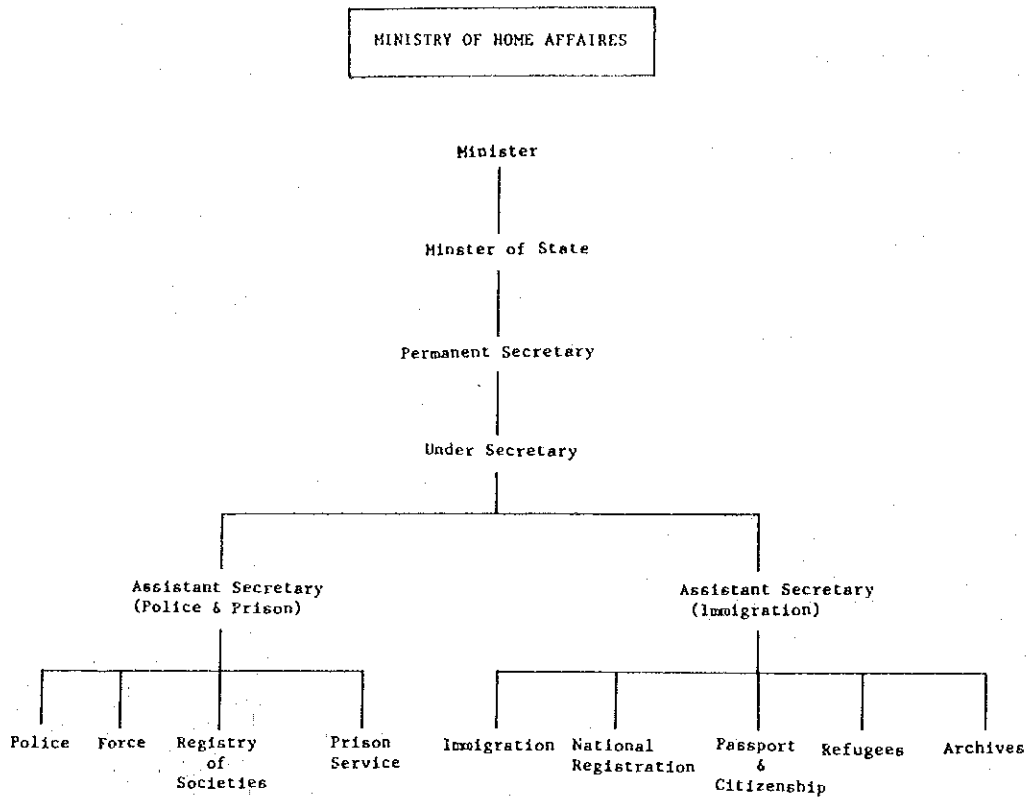 MINISTRY OF HOME AFFAIRES
Minister
Minster of State
Permanent Secretary
Under Secretary
Assistant Secretary
(Police & Prison)
Assistant Secretary
(Immigration)
Police
Force
Registry
of
Societies
Prison
Service
Immigration
National
Registration
Passport
&
Citizenship
Refugees
Archives